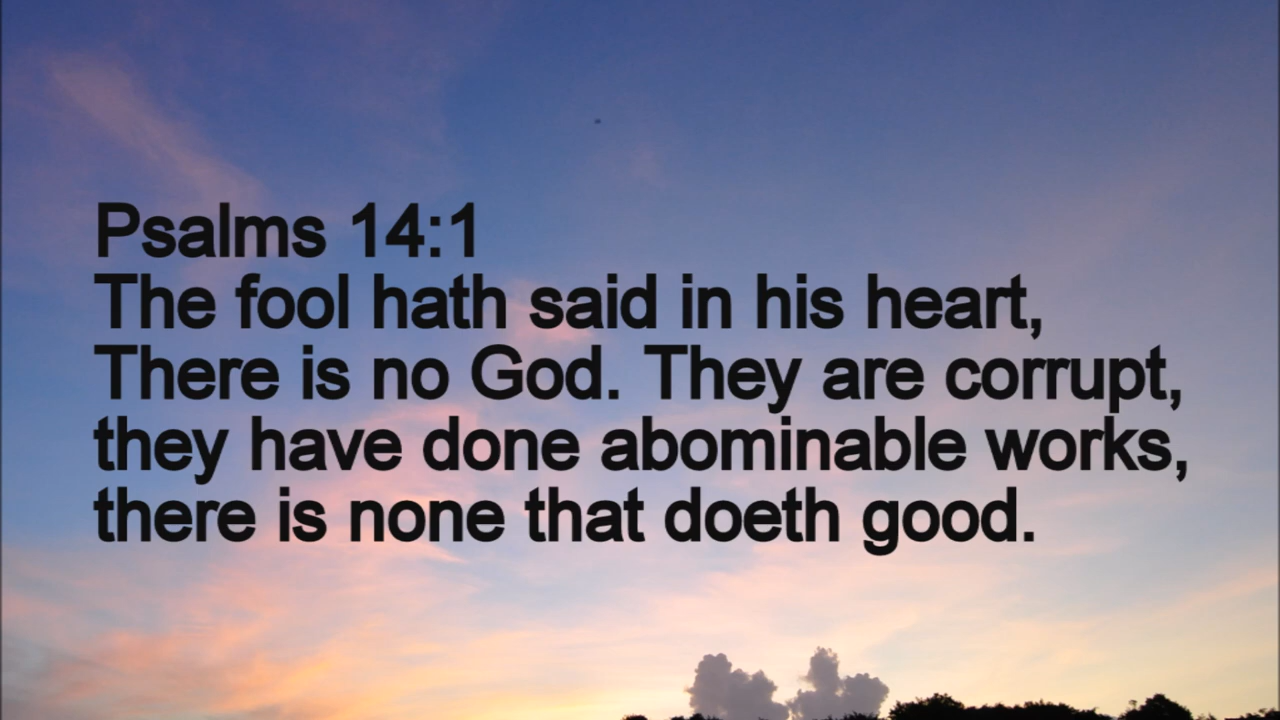 Psalms 14:1
The fool hath said in his heart,
There is no God. They are corrupt,
they have done abominable works,
there is none that doeth good.